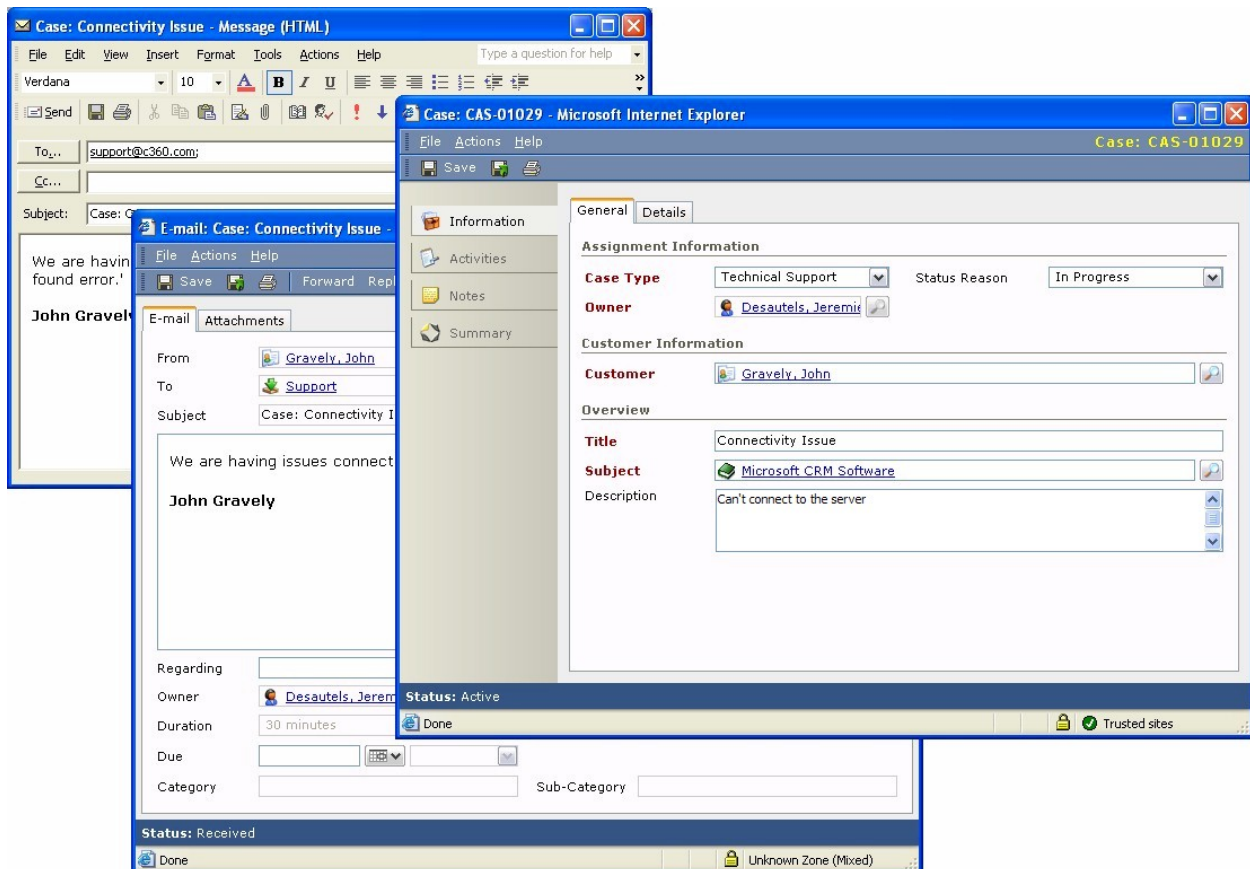 Case: Connectivity Issue - Message (HTML)
File Edit View Insert Format Tools Actions Help Type a question for help
Verdana 10 A B I U
Send
To... support@c360.com;
Cc...
Subject: Case:
We are havin
found error.'
John Gravely
E-mail: Case: Connectivity Issue -
File Actions Help
Save Forward Repl
E-mail Attachments
From Gravely, John
To Support
Subject Case: Connectivity I
We are having issues connect
John Gravely
Regarding
Owner Desautels, Jerem
Duration 30 minutes
Due
Category Sub-Category
Status: Received
Done Unknown Zone (Mixed)
Case: CAS-01029 - Microsoft Internet Explorer
File Actions Help Case: CAS-01029
Save
Information
Activities
Notes
Summary
General Details
Assignment Information
Case Type Technical Support Status Reason In Progress
Owner Desautels, Jeremie
Customer Information
Customer Gravely, John
Overview
Title Connectivity Issue
Subject Microsoft CRM Software
Description Can't connect to the server
Status: Active
Done Trusted sites